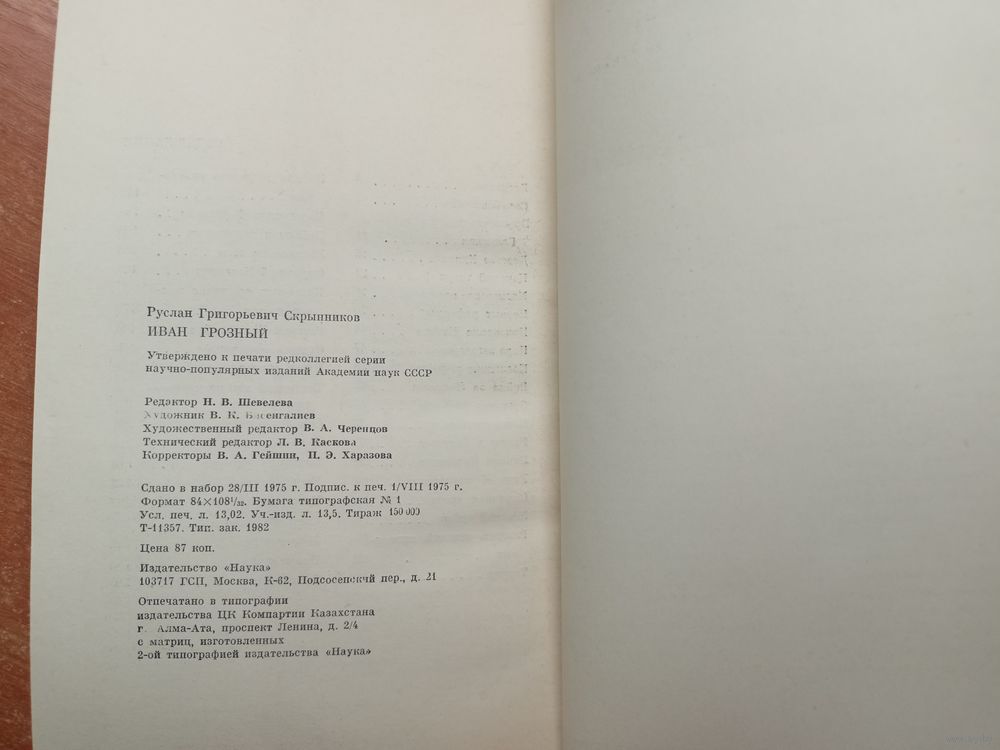 Руслан Григорьевич Скрынников
ИВАН ГРОЗНЫЙ
Утверждено к печати редколлегией серии
научно-популярных изданий Академии наук СССР
Редактор Н. В. Шевелева
Художник В. К.
Художественный редактор В. А. Черенцов
Технический редактор Л. В. Каскова
Корректоры В. А. Гейшин, П. Э. Харазова
Сдано в набор 28/III 1975 г. Подпис. к печ. 1/VIII 1975 г.
Формат 84×108¹/₃₂. Бумага типографская № 1
Усл. печ. л. 13,02. Уч.-изд. л. 13,5. Тираж 150 000
Т-11357. Тип. зак. 1982
Цена 87 коп.
Издательство «Наука»
103717 ГСП, Москва, К-62, Подсосенский пер., д. 21
Отпечатано в типографии
издательства ЦК Компартии Казахстана
г. Алма-Ата, проспект Ленина, д. 2/4
с матриц, изготовленных
2-ой типографией издательства «Наука»